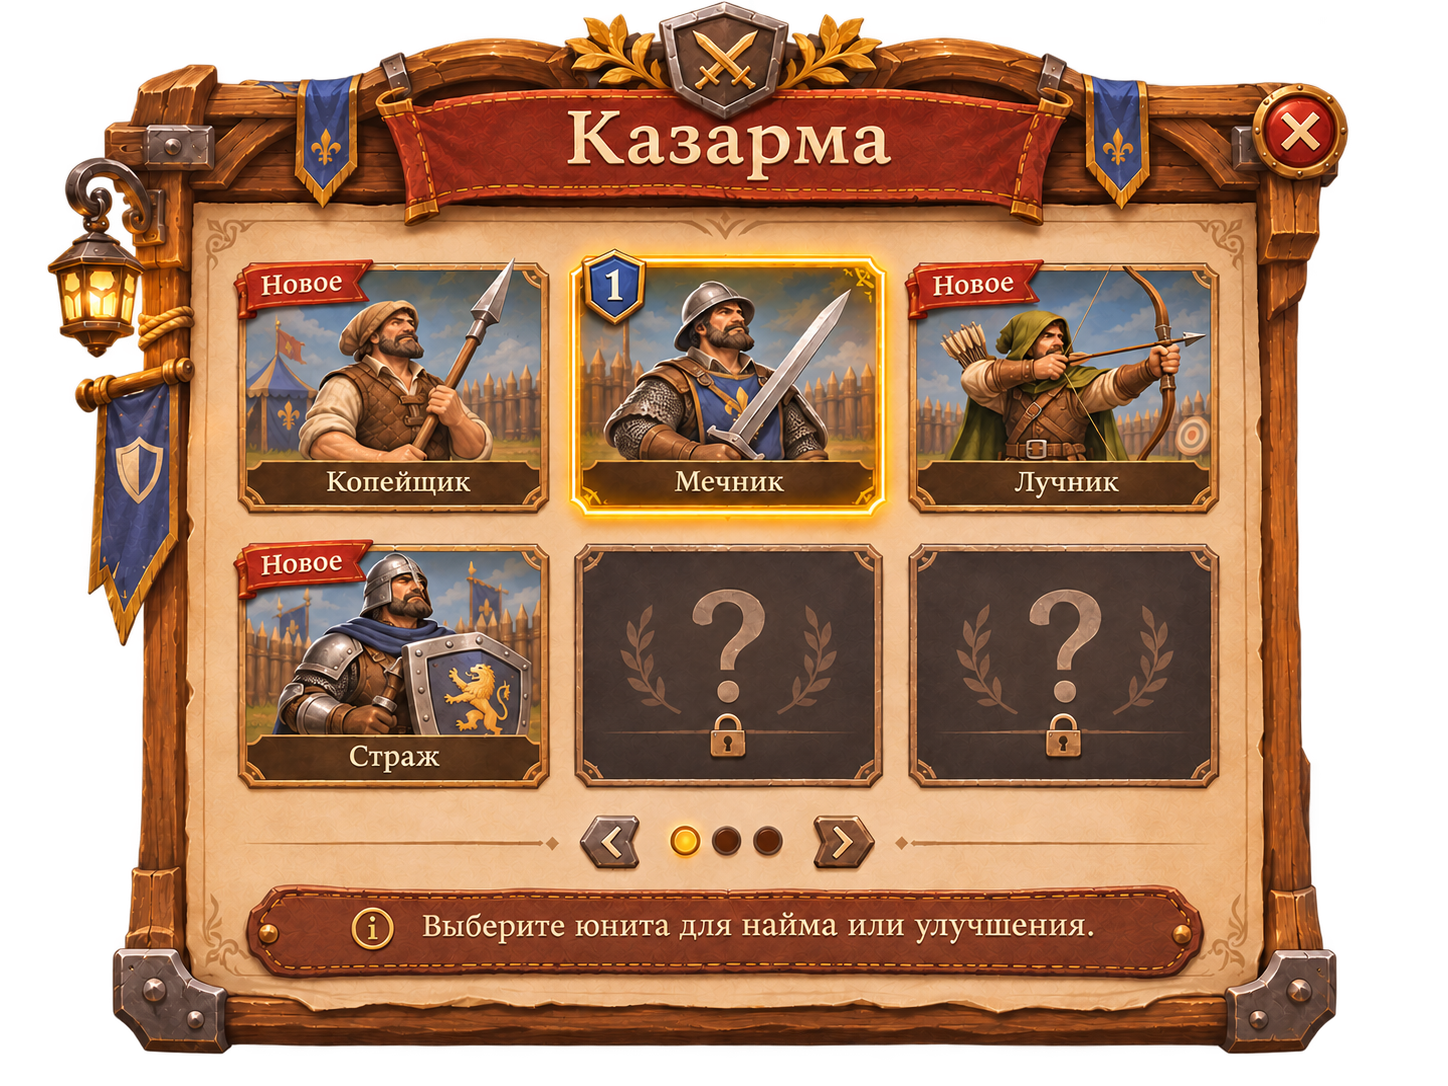 Казарма
Новое
1
Новое
Копейщик
Мечник
Лучник
Новое
?
?
Страж
i Выберите юнита для найма или улучшения.